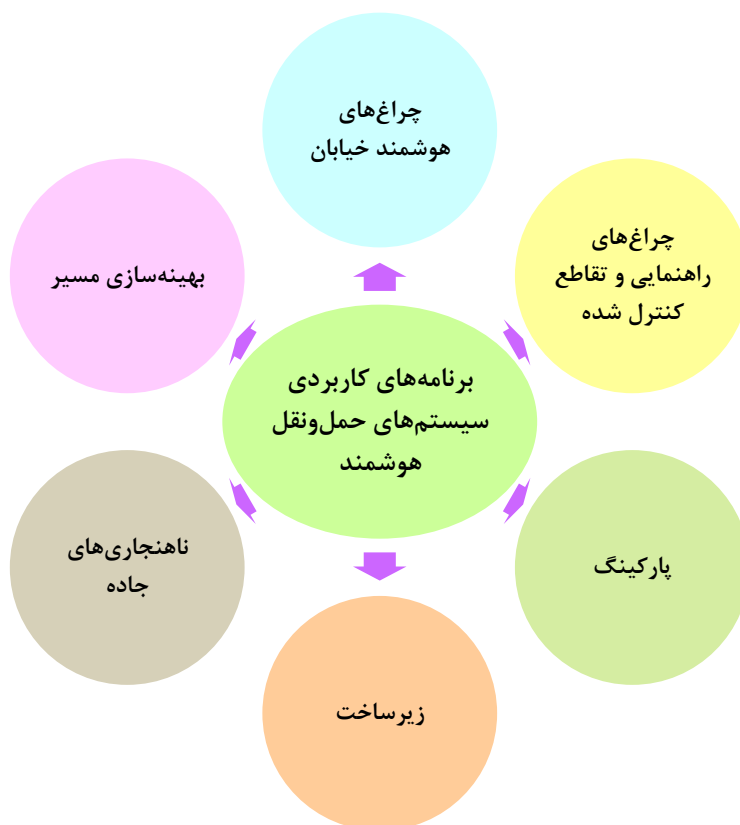 چراغ‌های
هوشمند خیابان
چراغ‌های
راهنمایی و تقاطع
کنترل شده
بهینه‌سازی مسیر
برنامه‌های کاربردی
سیستم‌های حمل‌ونقل
هوشمند
پارکینگ
ناهنجاری‌های
جاده
زیرساخت